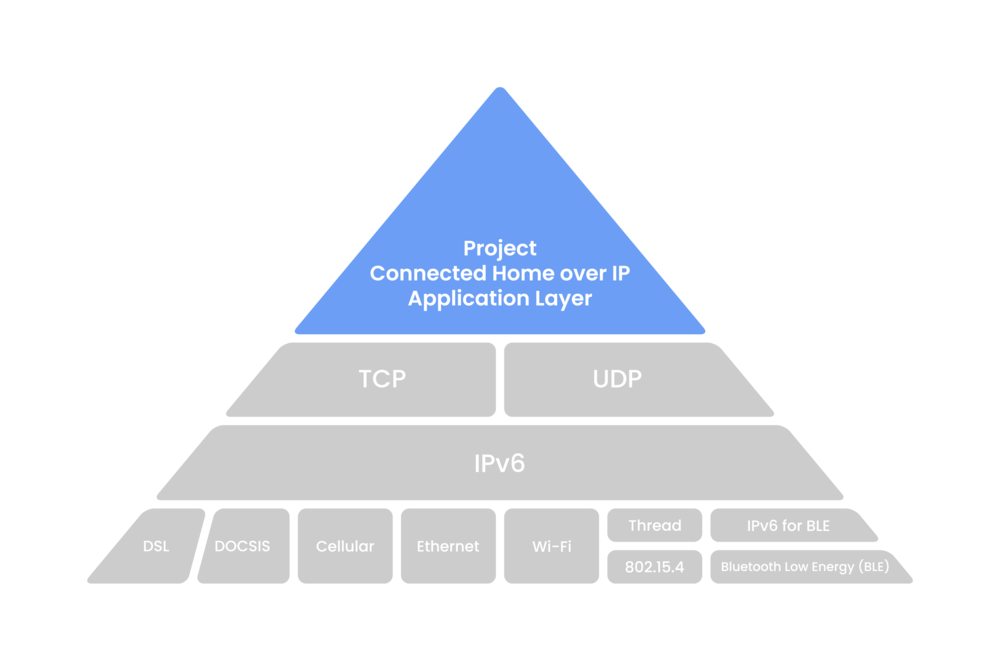 Project
Connected Home over IP
Application Layer
TCP
UDP
IPv6
DSL
DOCSIS
Cellular
Ethernet
Wi-Fi
Thread
802.15.4
IPv6 for BLE
Bluetooth Low Energy (BLE)